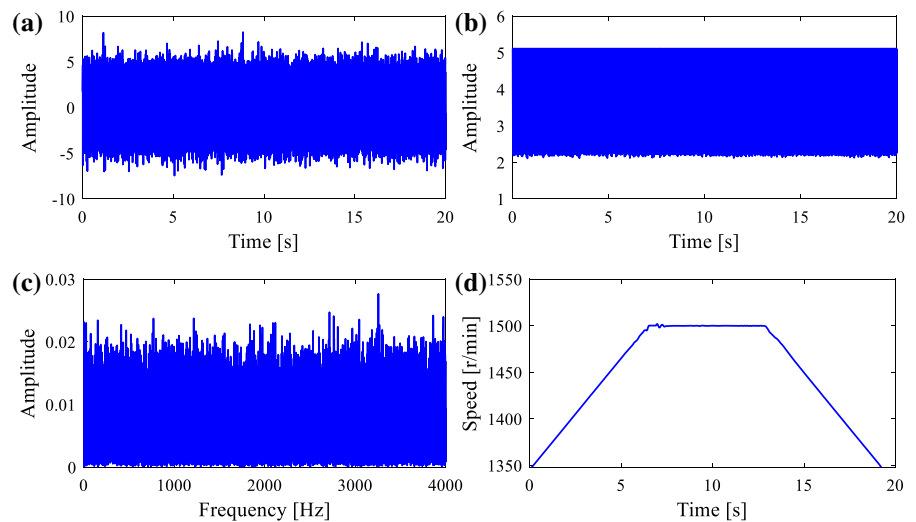 (a)
10
5
0
-5
-10
Amplitude
0 5 10 15 20
Time [s]
(b)
6
5
4
3
2
1
Amplitude
0 5 10 15 20
Time [s]
(c)
0.03
0.02
0.01
0
Amplitude
0 1000 2000 3000 4000
Frequency [Hz]
(d)
1550
1500
1450
1400
1350
Speed [r/min]
0 5 10 15 20
Time [s]